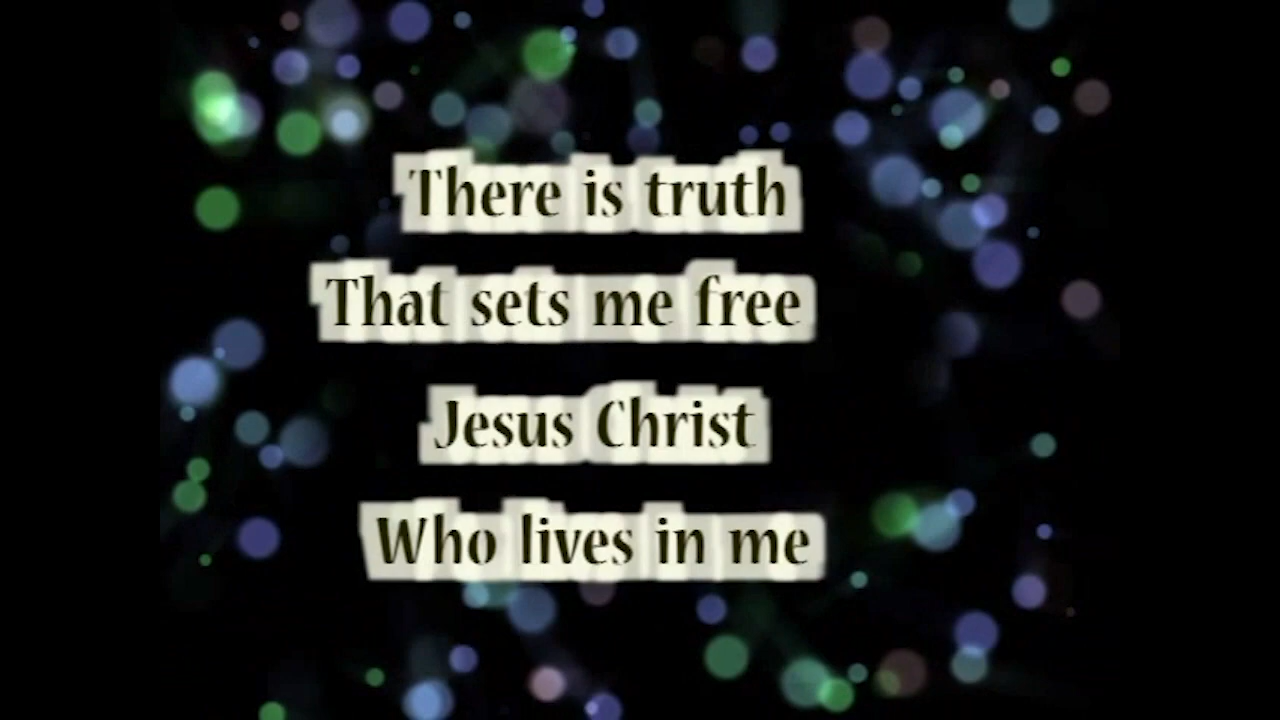 There is truth
That sets me free
Jesus Christ
Who lives in me